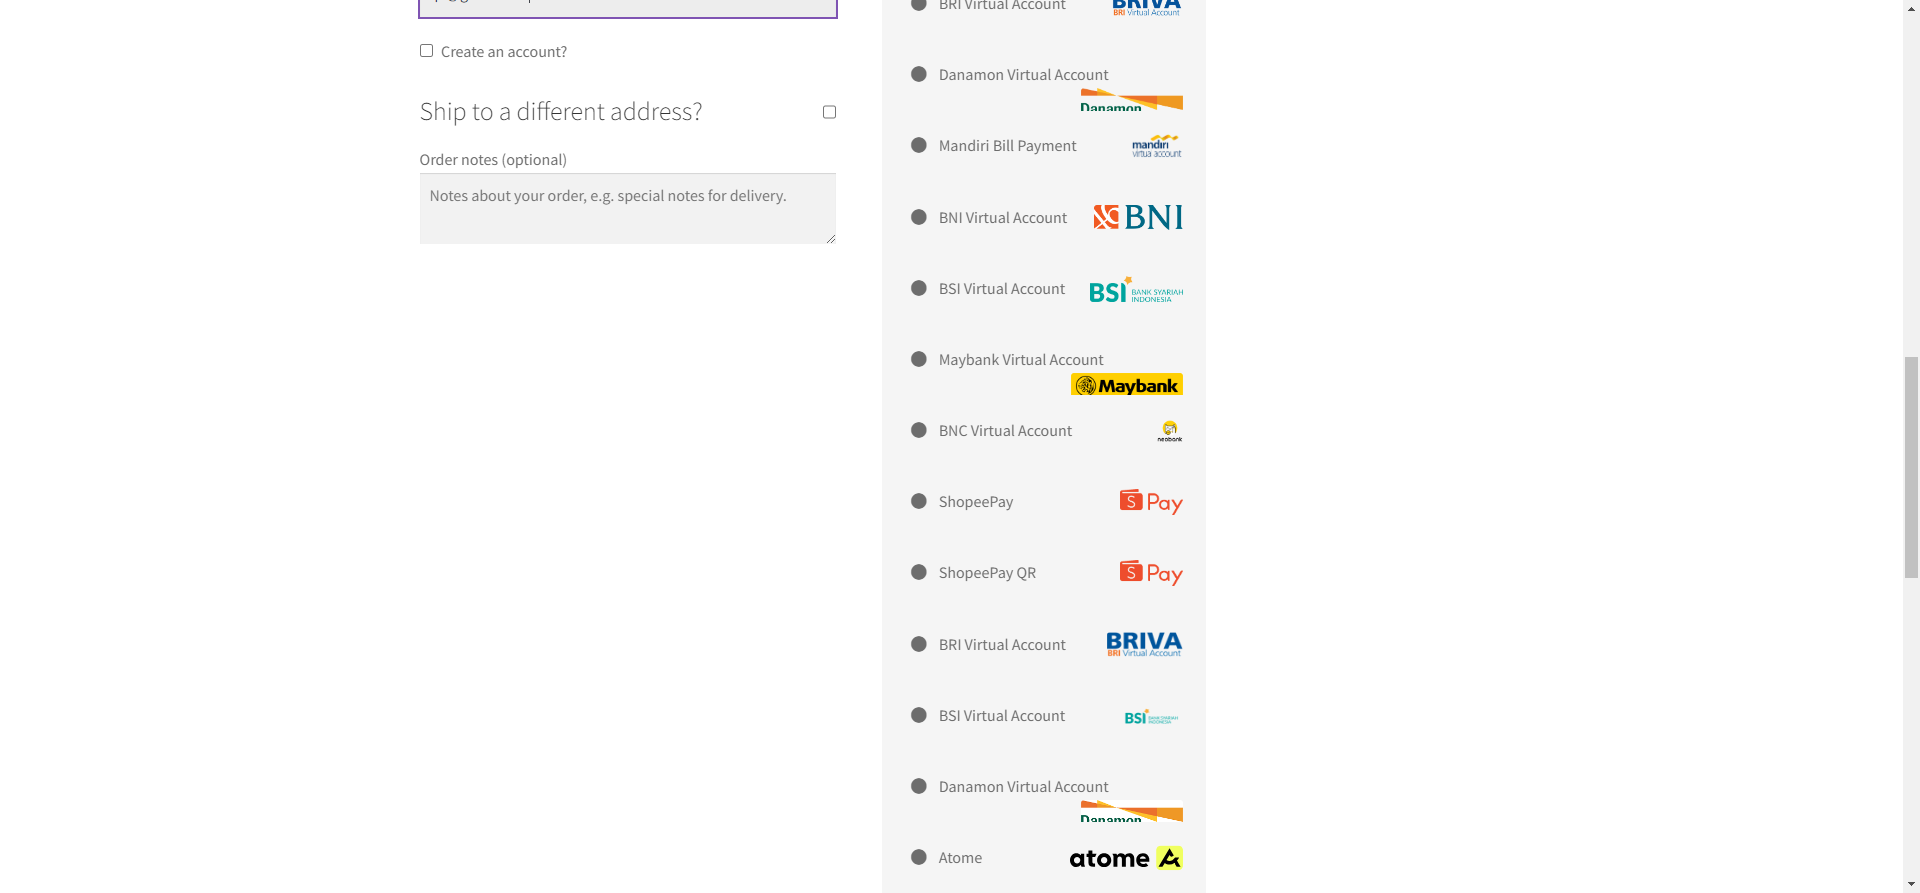 Create an account?
Ship to a different address?
Order notes (optional)
Notes about your order, e.g. special notes for delivery.
BRI Virtual Account
BRIVA
BRI Virtual Account
Danamon Virtual Account
Danamon
Mandiri Bill Payment
mandiri
virtual account
BNI Virtual Account
BNI
BSI Virtual Account
BSI BANK SYARIAH
INDONESIA
Maybank Virtual Account
Maybank
BNC Virtual Account
neobank
ShopeePay
S Pay
ShopeePay QR
S Pay
BRI Virtual Account
BRIVA
BRI Virtual Account
BSI Virtual Account
BSI BANK SYARIAH
INDONESIA
Danamon Virtual Account
Danamon
Atome
atome A